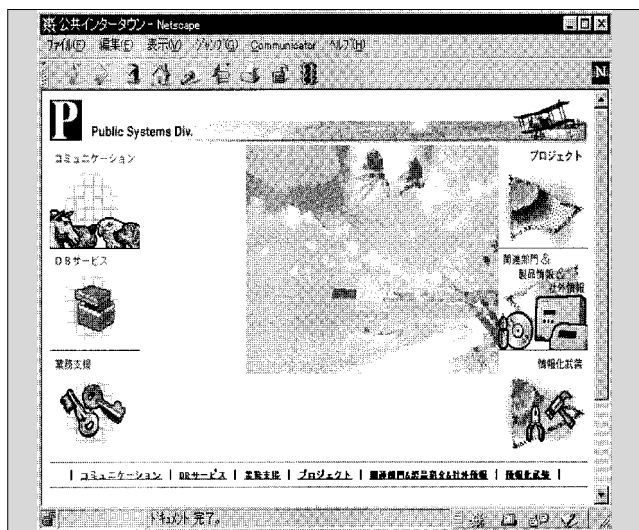 公共インタータウン - Netscape
ファイル(F) 編集(E) 表示(V) ジャンプ(G) Communicator ヘルプ(H)
N
P Public Systems Div.
コミュニケーション
プロジェクト
DBサービス
関連部門&
製品情報&
社外情報
業務支援
情報化武装
| コミュニケーション | DBサービス | 業務支援 | プロジェクト | 関連部門&製品情報&社外情報 | 情報化武装 |
ドキュメント完了。